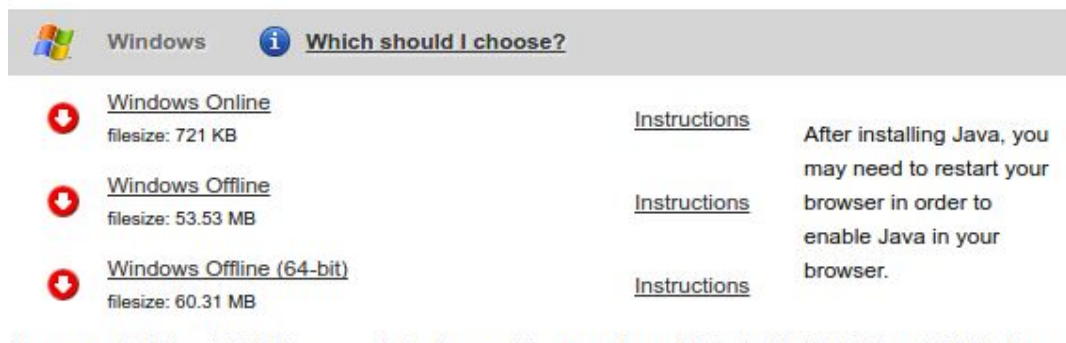 Windows Which should I choose?
Windows Online
filesize: 721 KB
Instructions
Windows Offline
filesize: 53.53 MB
Instructions
Windows Offline (64-bit)
filesize: 60.31 MB
Instructions
After installing Java, you
may need to restart your
browser in order to
enable Java in your
browser.